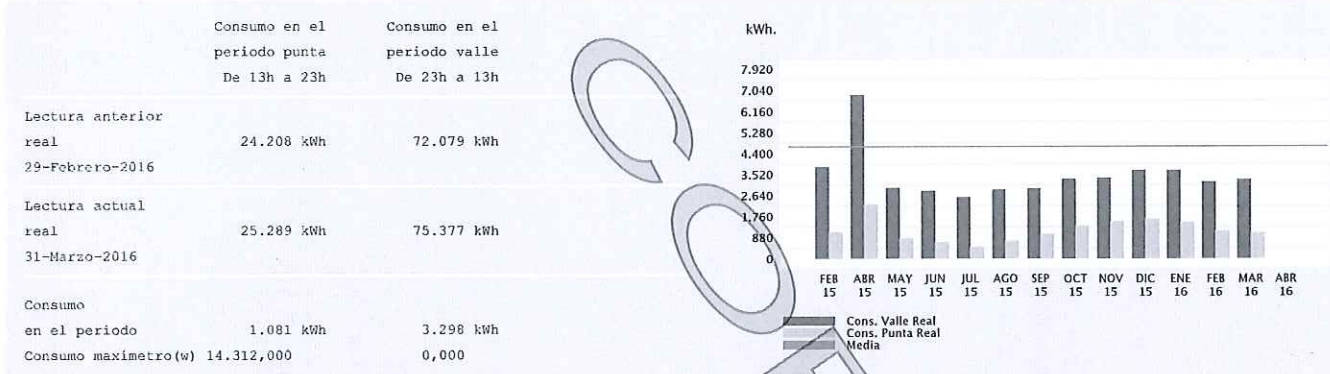 Consumo en el Consumo en el
periodo punta periodo valle
De 13h a 23h De 23h a 13h
Lectura anterior
real 24.208 kWh 72.079 kWh
29-Febrero-2016
Lectura actual
real 25.289 kWh 75.377 kWh
31-Marzo-2016
Consumo
en el periodo 1.081 kWh 3.298 kWh
Consumo maximetro(w) 14.312,000 0,000
kWh.
7.920
7.040
6.160
5.280
4.400
3.520
2.640
1.760
880
0
FEB ABR MAY JUN JUL AGO SEP OCT NOV DIC ENE FEB MAR ABR
15 15 15 15 15 15 15 15 15 15 16 16 16 16
Cons. Valle Real
Cons. Punta Real
Media